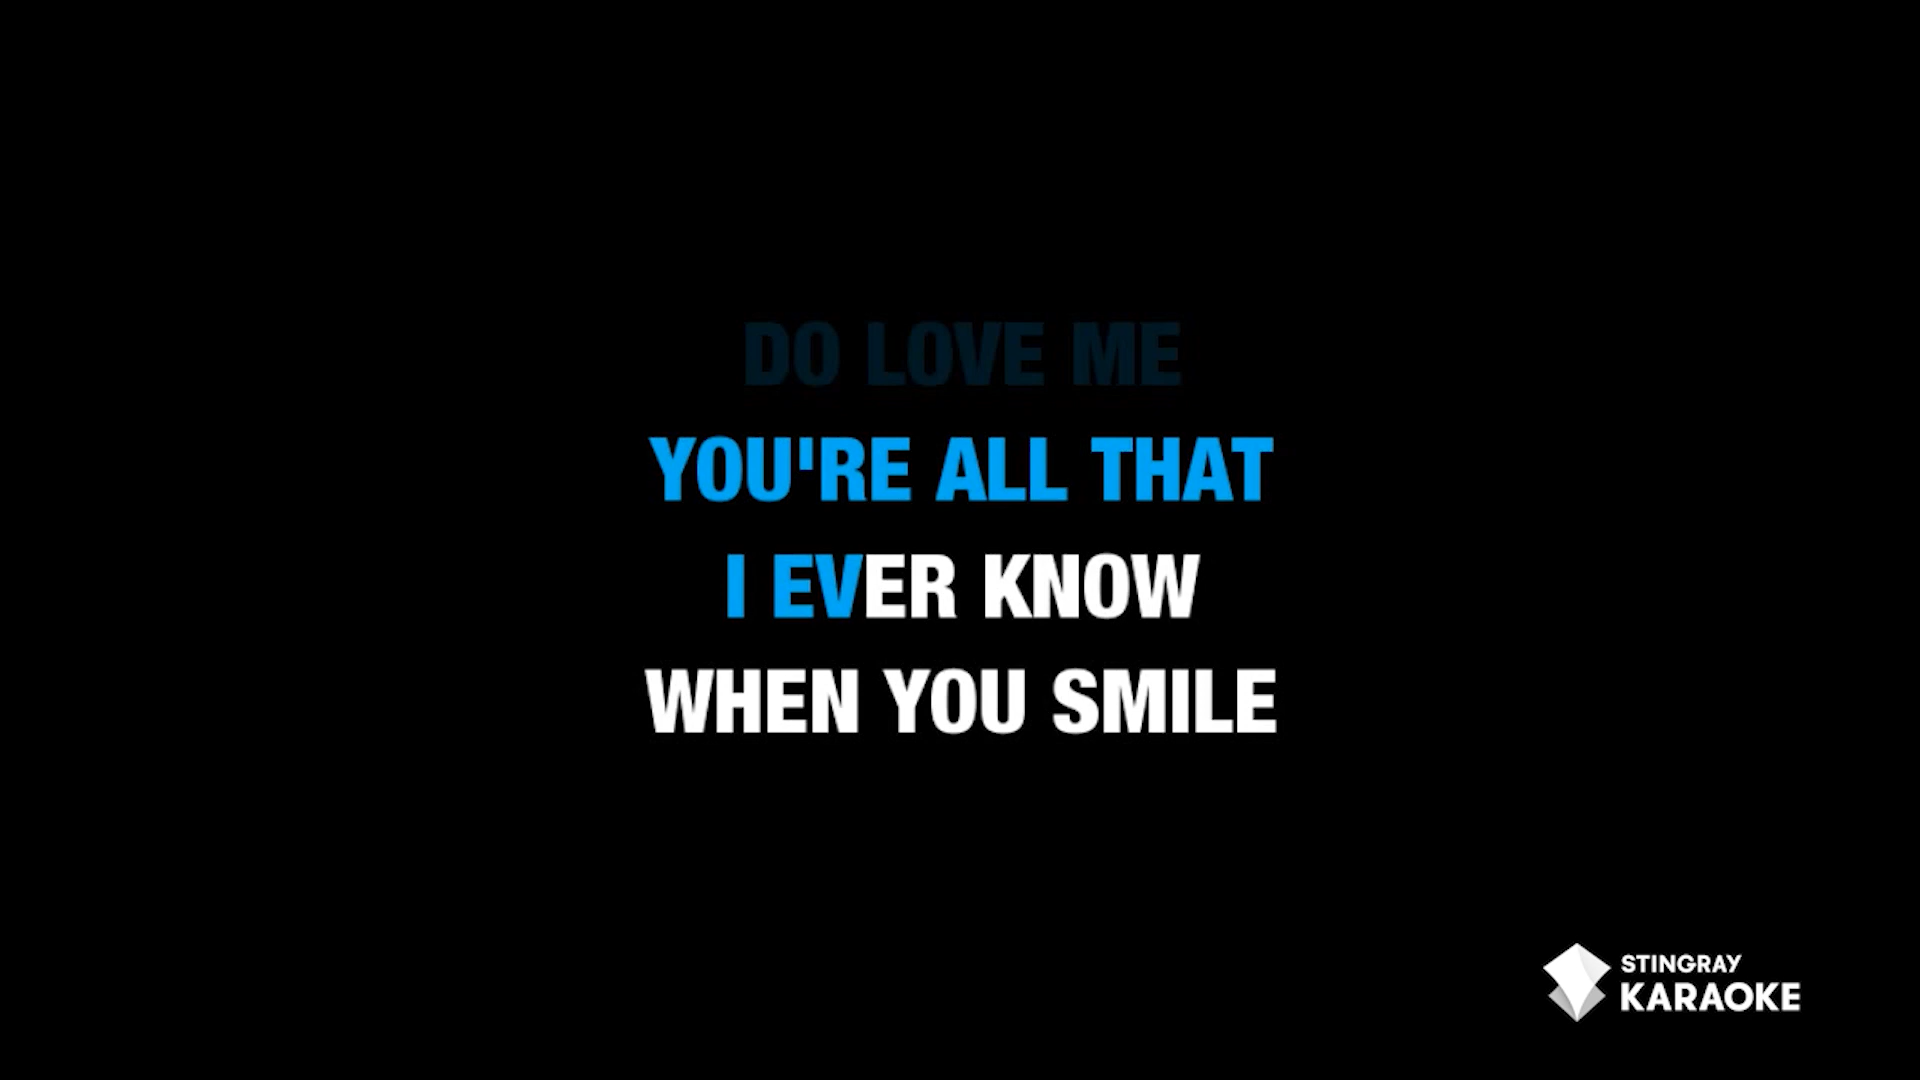 DO LOVE ME
YOU'RE ALL THAT
I EVER KNOW
WHEN YOU SMILE
STINGRAY
KARAOKE